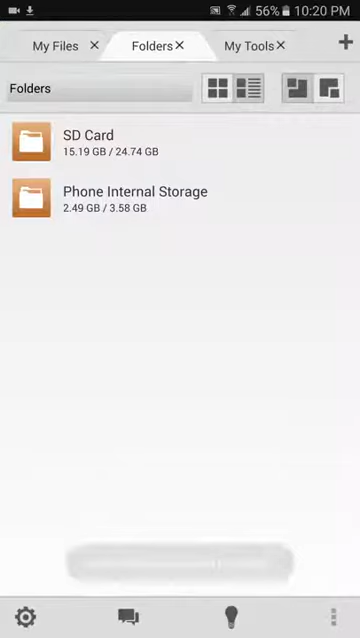 56% 10:20 PM
My Files × Folders × My Tools × +
Folders
SD Card
15.19 GB / 24.74 GB
Phone Internal Storage
2.49 GB / 3.58 GB